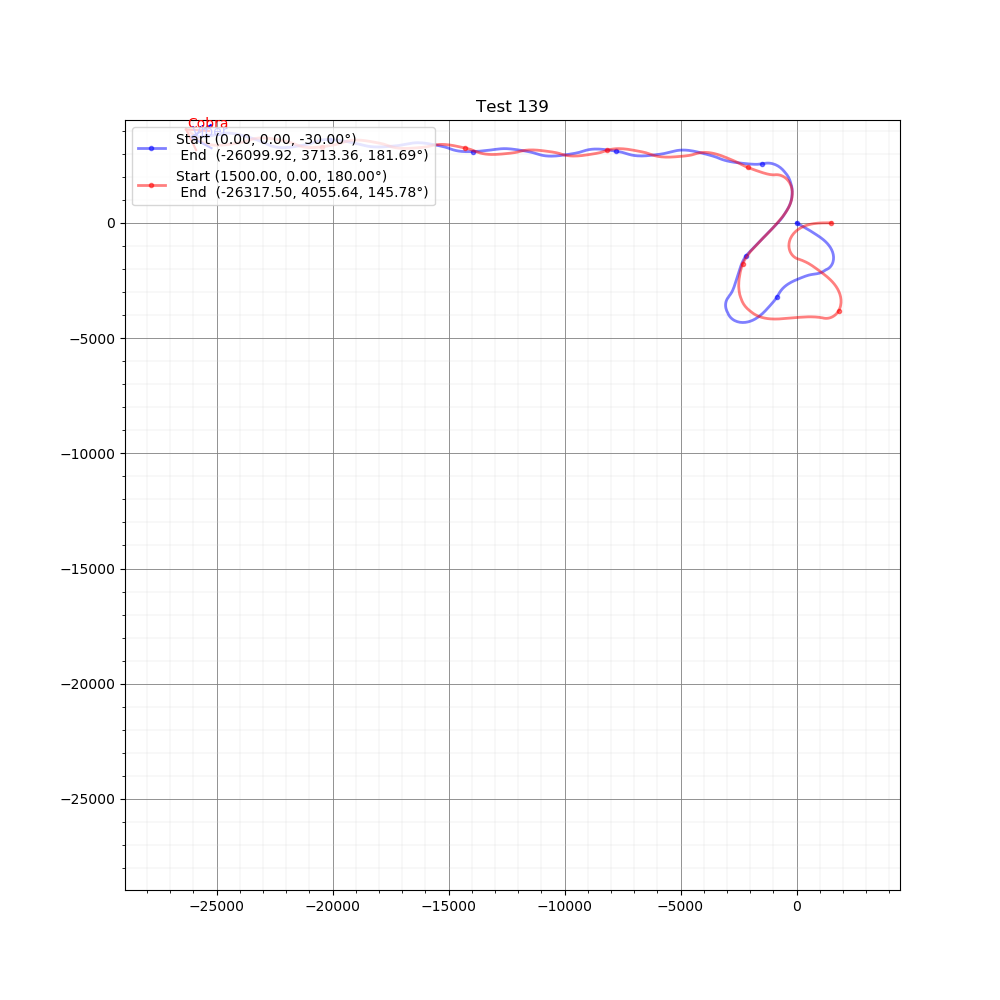 Test 139
Cobra
Start (0.00, 0.00, -30.00°)
End (-26099.92, 3713.36, 181.69°)
Start (1500.00, 0.00, 180.00°)
End (-26317.50, 4055.64, 145.78°)
0
−5000
−10000
−15000
−20000
−25000
−25000 −20000 −15000 −10000 −5000 0